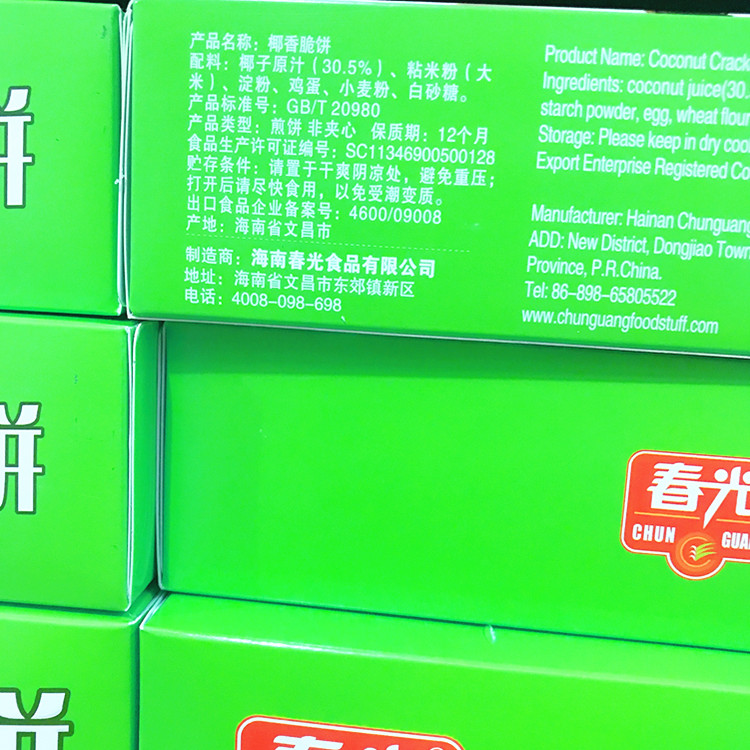 产品名称：椰香脆饼
配料：椰子原汁（30.5%）、粘米粉（大
米）、淀粉、鸡蛋、小麦粉、白砂糖。
产品标准号：GB/T 20980
产品类型：煎饼 非夹心 保质期：12个月
食品生产许可证编号：SC11346900500128
贮存条件：请置于干爽阴凉处，避免重压；
打开后请尽快食用，以免受潮变质。
出口食品企业备案号：4600/09008
产地：海南省文昌市
制造商：海南春光食品有限公司
地址：海南省文昌市东郊镇新区
电话：4008-098-698
Product Name: Coconut Crack
Ingredients: coconut juice(30.
starch powder, egg, wheat flour
Storage: Please keep in dry coo
Export Enterprise Registered Co
Manufacturer: Hainan Chunguang
ADD: New District, Dongjiao Town
Province, P.R.China.
Tel: 86-898-65805522
www.chunguangfoodstuff.com
饼
饼
春光
CHUN GUA
饼
春光